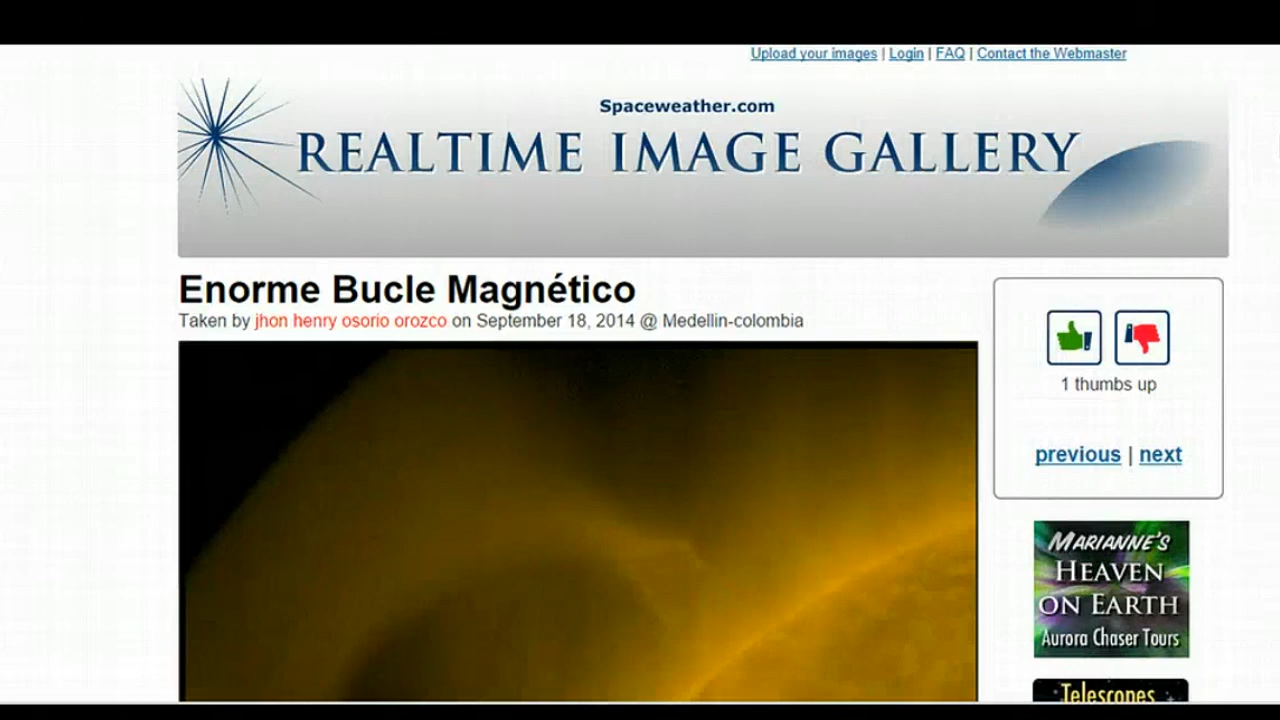 Upload your images | Login | FAQ | Contact the Webmaster
Spaceweather.com
REALTIME IMAGE GALLERY
Enorme Bucle Magnético
Taken by jhon henry osorio orozco on September 18, 2014 @ Medellin-colombia
1 thumbs up
previous | next
MARIANNE'S
HEAVEN
ON EARTH
Aurora Chaser Tours
Telescopes